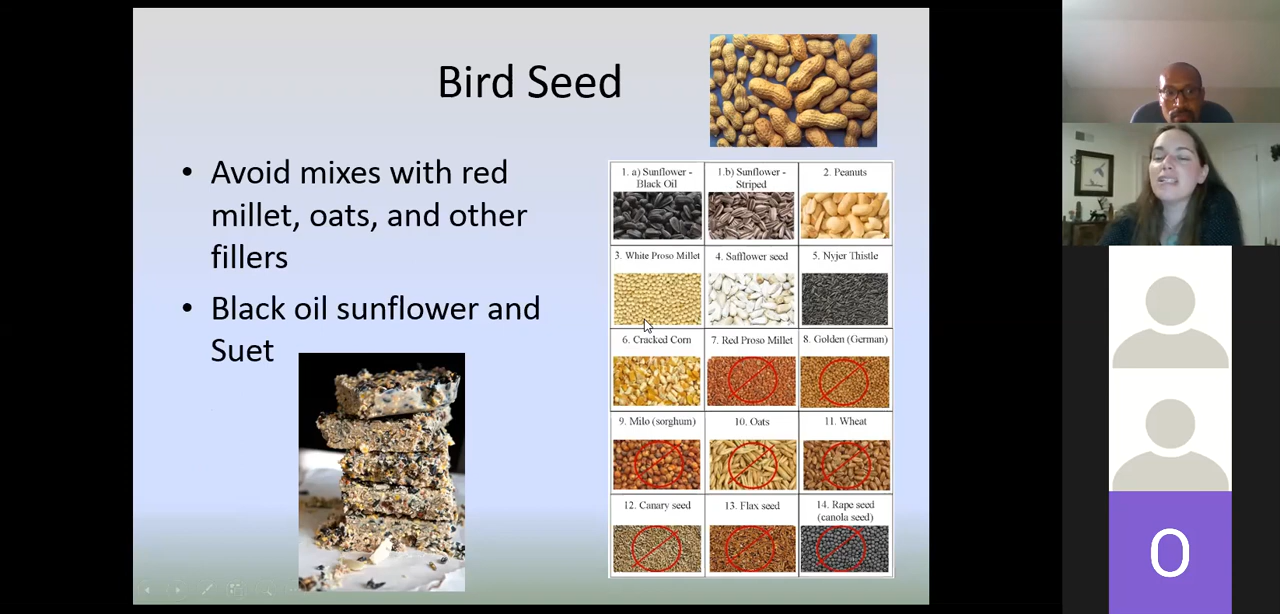 Bird Seed
• Avoid mixes with red
millet, oats, and other
fillers
• Black oil sunflower and
Suet
1. a) Sunflower -
Black Oil
1.b) Sunflower -
Striped
2. Peanuts
3. White Proso Millet
4. Safflower seed
5. Nyjer Thistle
6. Cracked Corn
7. Red Proso Millet
8. Golden (German)
9. Milo (sorghum)
10. Oats
11. Wheat
12. Canary seed
13. Flax seed
14. Rape seed
(canola seed)
O